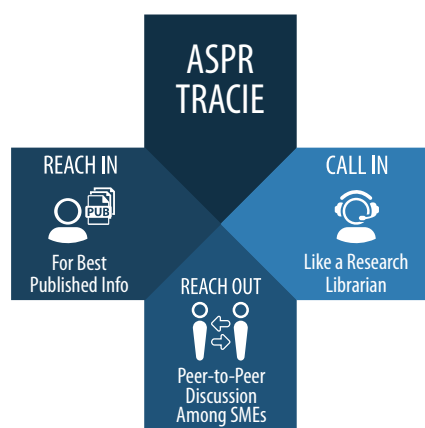 ASPR
TRACIE
REACH IN
PUB
For Best
Published Info
CALL IN
Like a Research
Librarian
REACH OUT
Peer-to-Peer
Discussion
Among SMEs